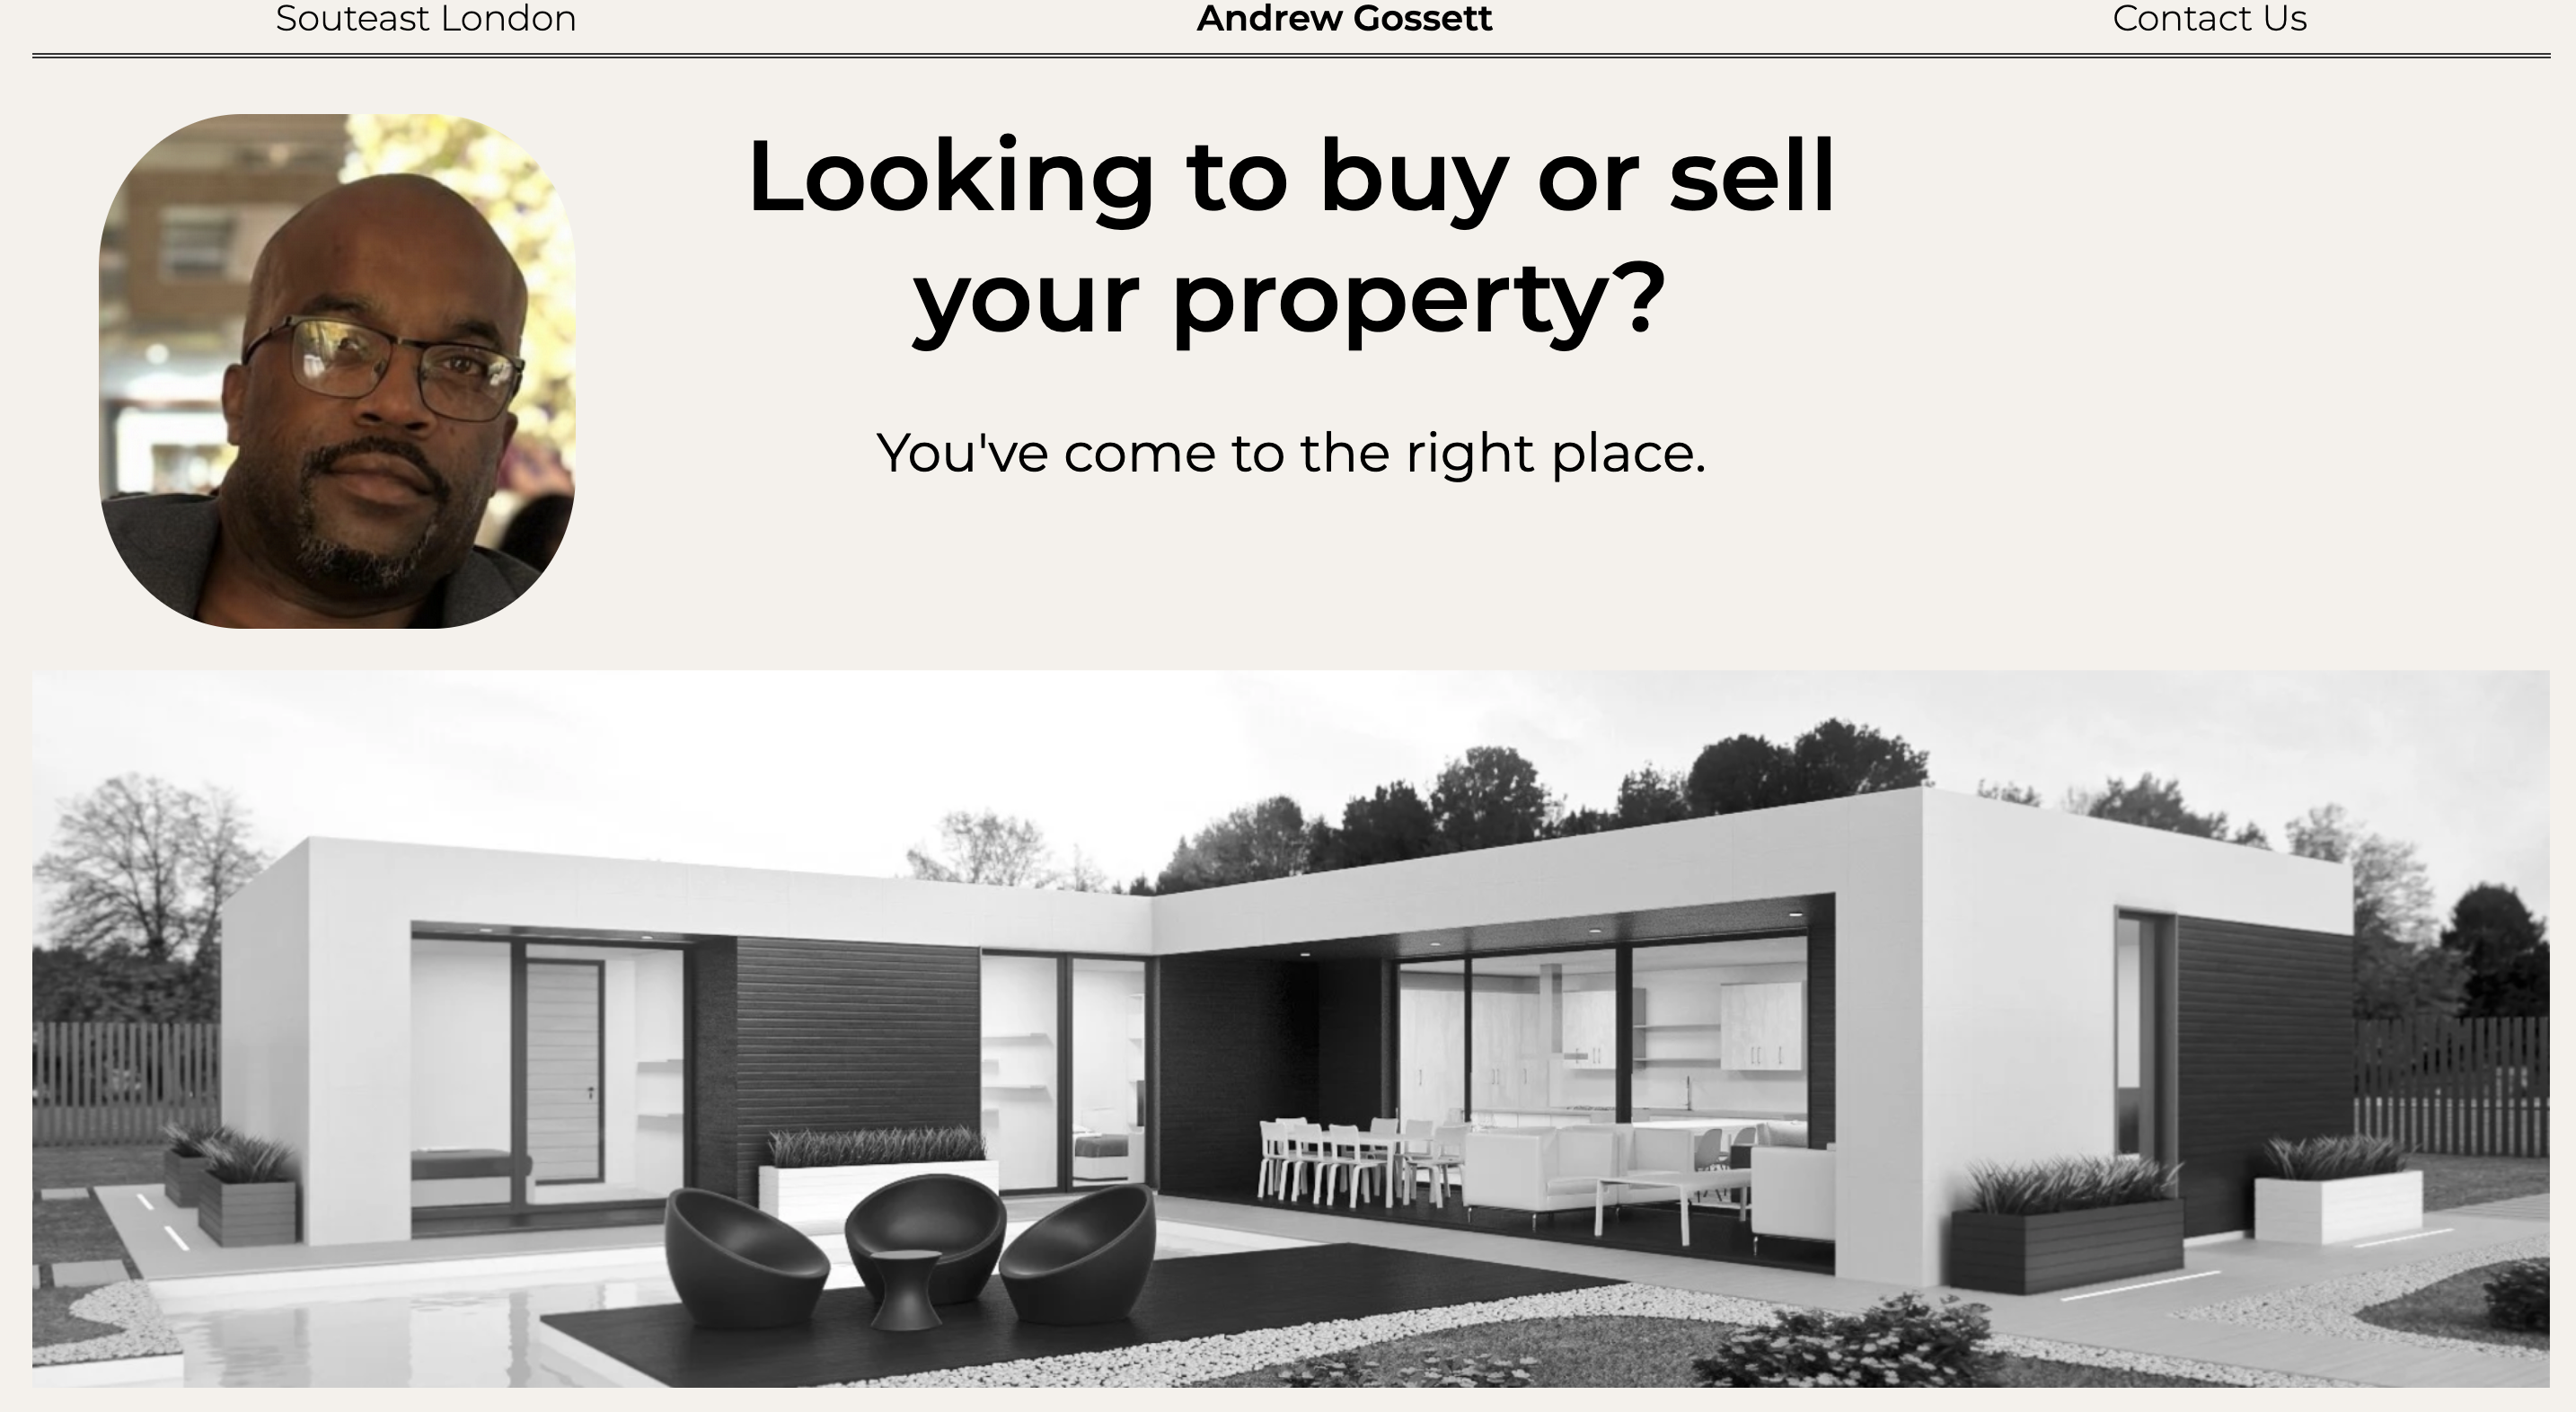 Souteast London
Andrew Gossett
Contact Us
Looking to buy or sell
your property?
You've come to the right place.